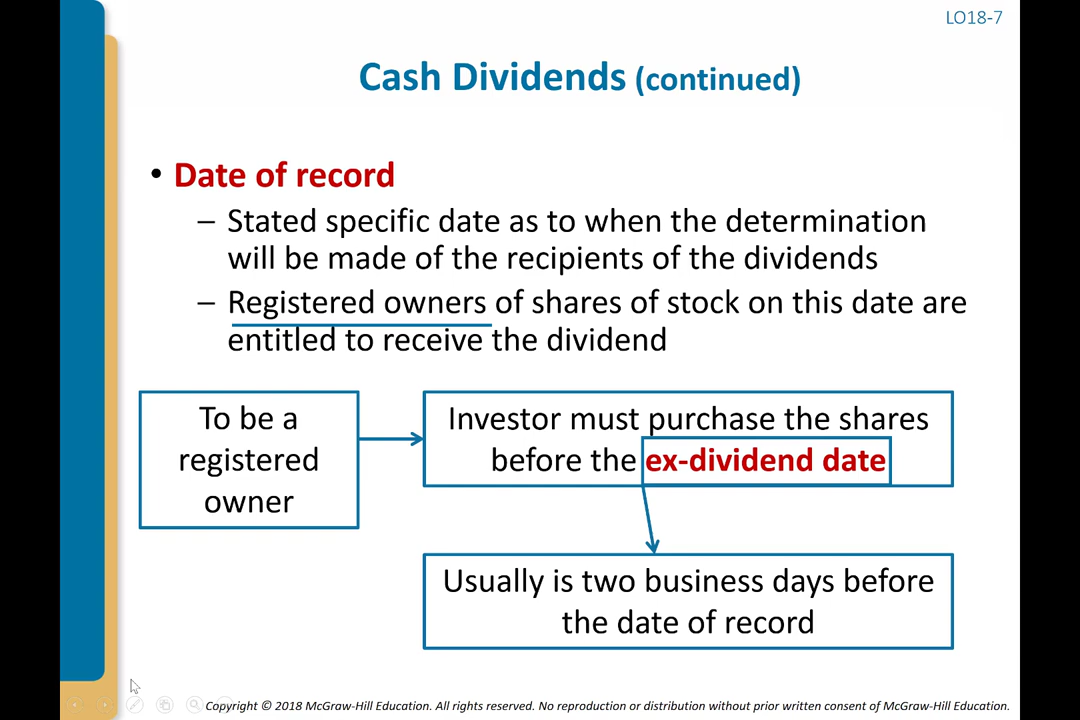 LO18-7
Cash Dividends (continued)
• Date of record
– Stated specific date as to when the determination
will be made of the recipients of the dividends
– Registered owners of shares of stock on this date are
entitled to receive the dividend
To be a
registered
owner
Investor must purchase the shares
before the ex-dividend date
Usually is two business days before
the date of record
Copyright © 2018 McGraw-Hill Education. All rights reserved. No reproduction or distribution without prior written consent of McGraw-Hill Education.